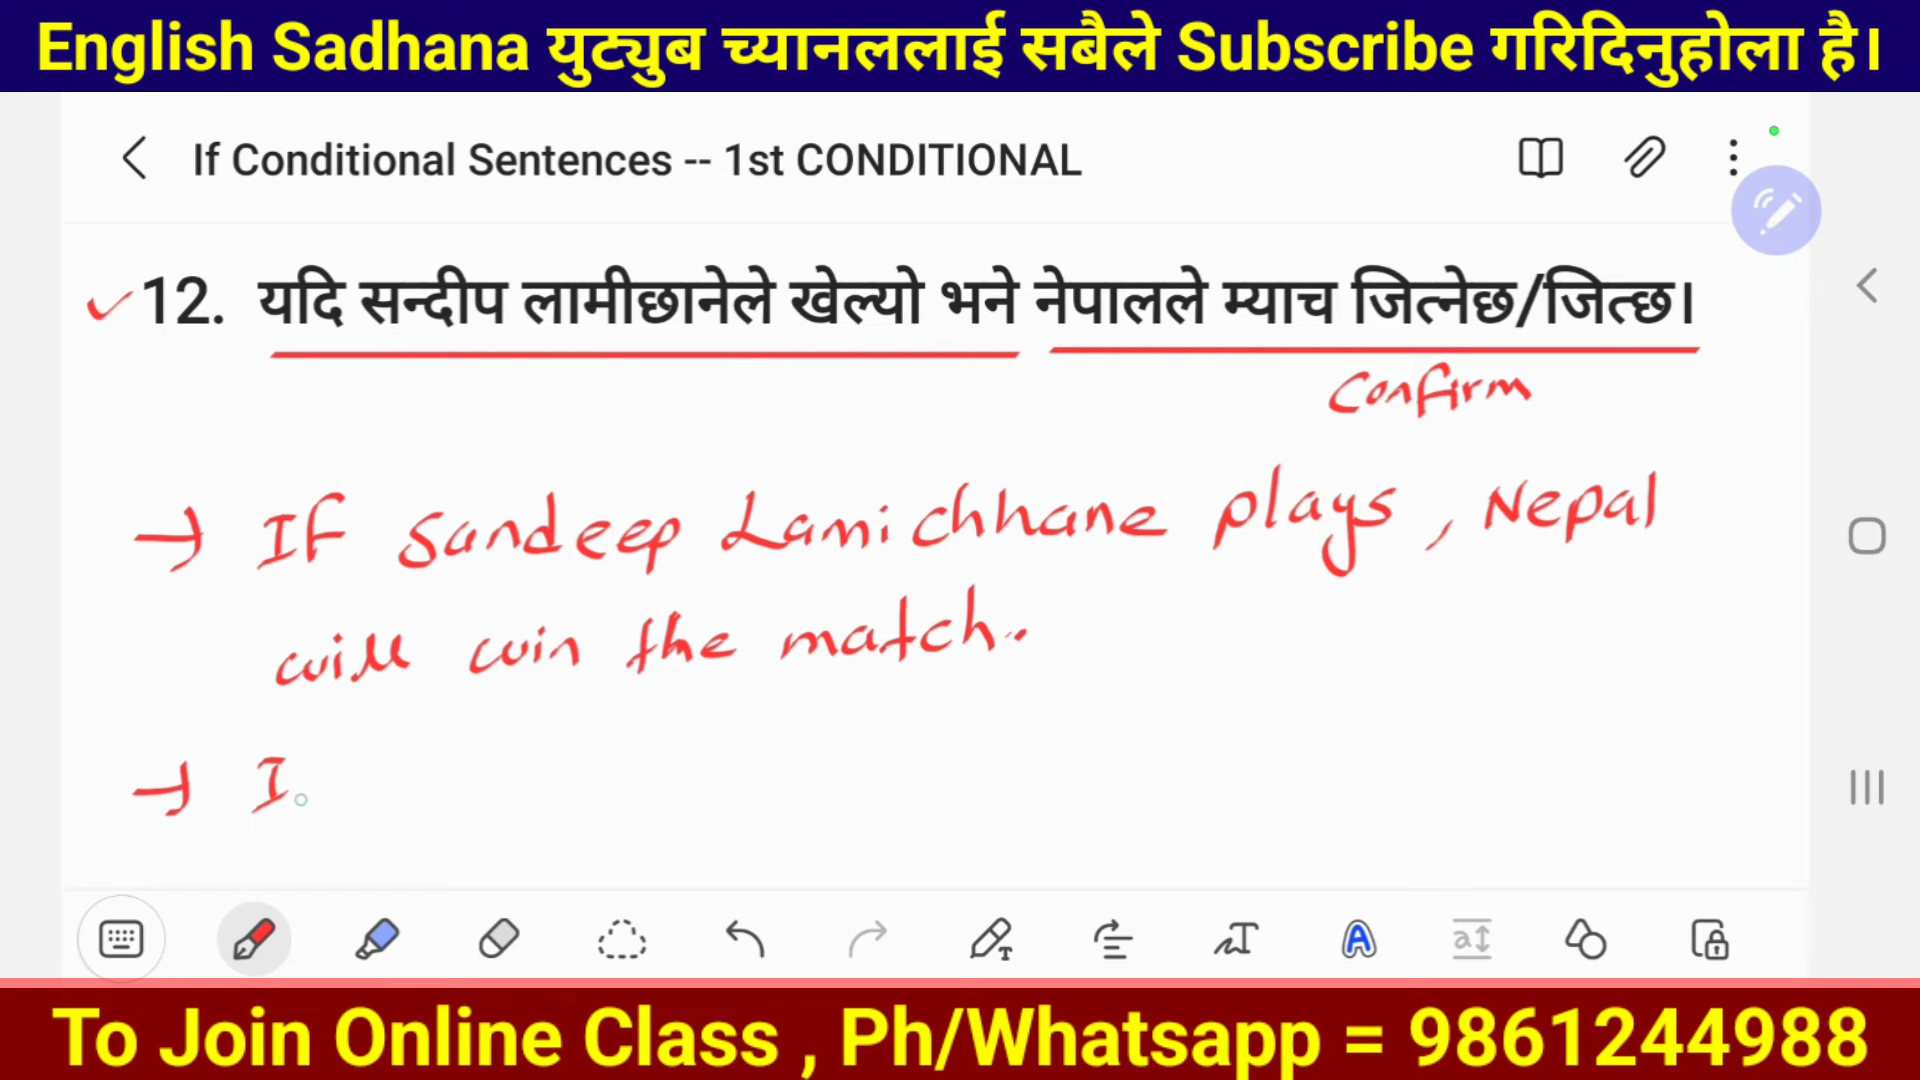 English Sadhana युट्युब च्यानललाई सबैले Subscribe गरिदिनुहोला है।
If Conditional Sentences -- 1st CONDITIONAL
12. यदि सन्दीप लामीछानेले खेल्यो भने नेपालले म्याच जित्नेछ/जित्छ।
Confirm
→ If Sandeep Lamichhane plays, Nepal
will win the match.
→ I
To Join Online Class , Ph/Whatsapp = 9861244988